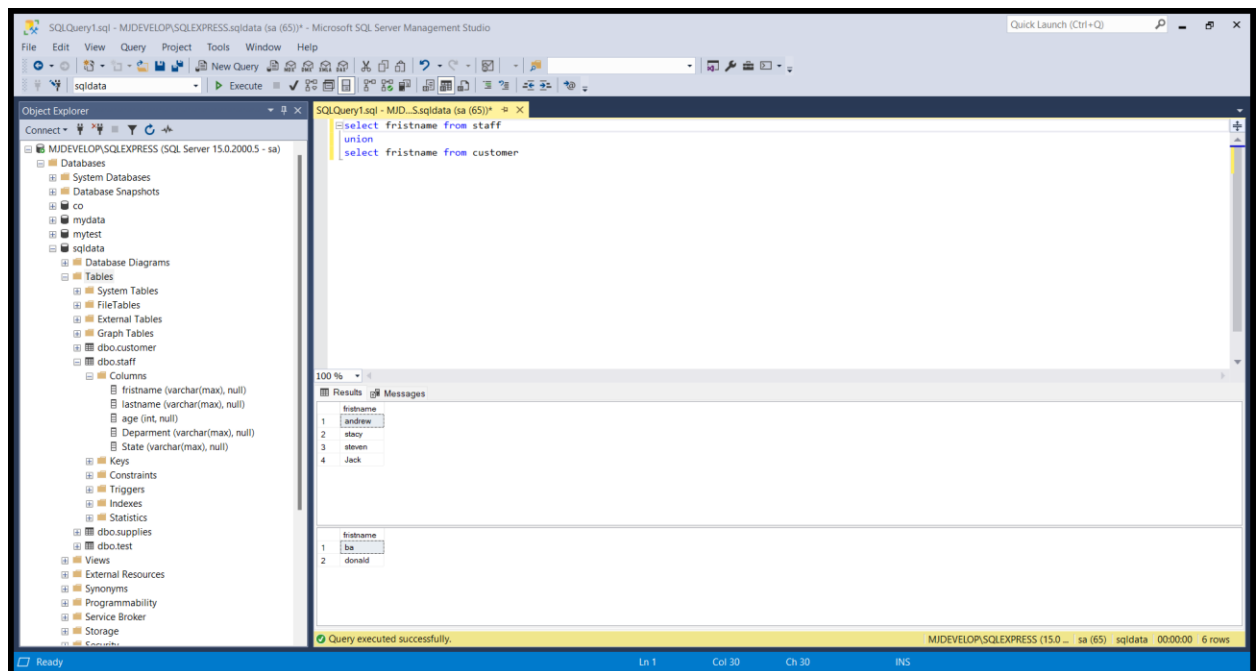 SQLQuery1.sql - MJDEVELOP\SQLEXPRESS.sqldata (sa (65))* - Microsoft SQL Server Management Studio
Quick Launch (Ctrl+Q)
File Edit View Query Project Tools Window Help
New Query
sqldata
Execute
Object Explorer
Connect
MJDEVELOP\SQLEXPRESS (SQL Server 15.0.2000.5 - sa)
Databases
System Databases
Database Snapshots
co
mydata
mytest
sqldata
Database Diagrams
Tables
System Tables
FileTables
External Tables
Graph Tables
dbo.customer
dbo.staff
Columns
fristname (varchar(max), null)
lastname (varchar(max), null)
age (int, null)
Deparment (varchar(max), null)
State (varchar(max), null)
Keys
Constraints
Triggers
Indexes
Statistics
dbo.supplies
dbo.test
Views
External Resources
Synonyms
Programmability
Service Broker
Storage
SQLQuery1.sql - MJD...S.sqldata (sa (65))*
select fristname from staff
union
select fristname from customer
100 %
Results Messages
fristname
1 andrew
2 stacy
3 steven
4 Jack
fristname
1 ba
2 donald
Query executed successfully.
MJDEVELOP\SQLEXPRESS (15.0 ... sa (65) sqldata 00:00:00 6 rows
Ready
Ln 1 Col 30 Ch 30 INS